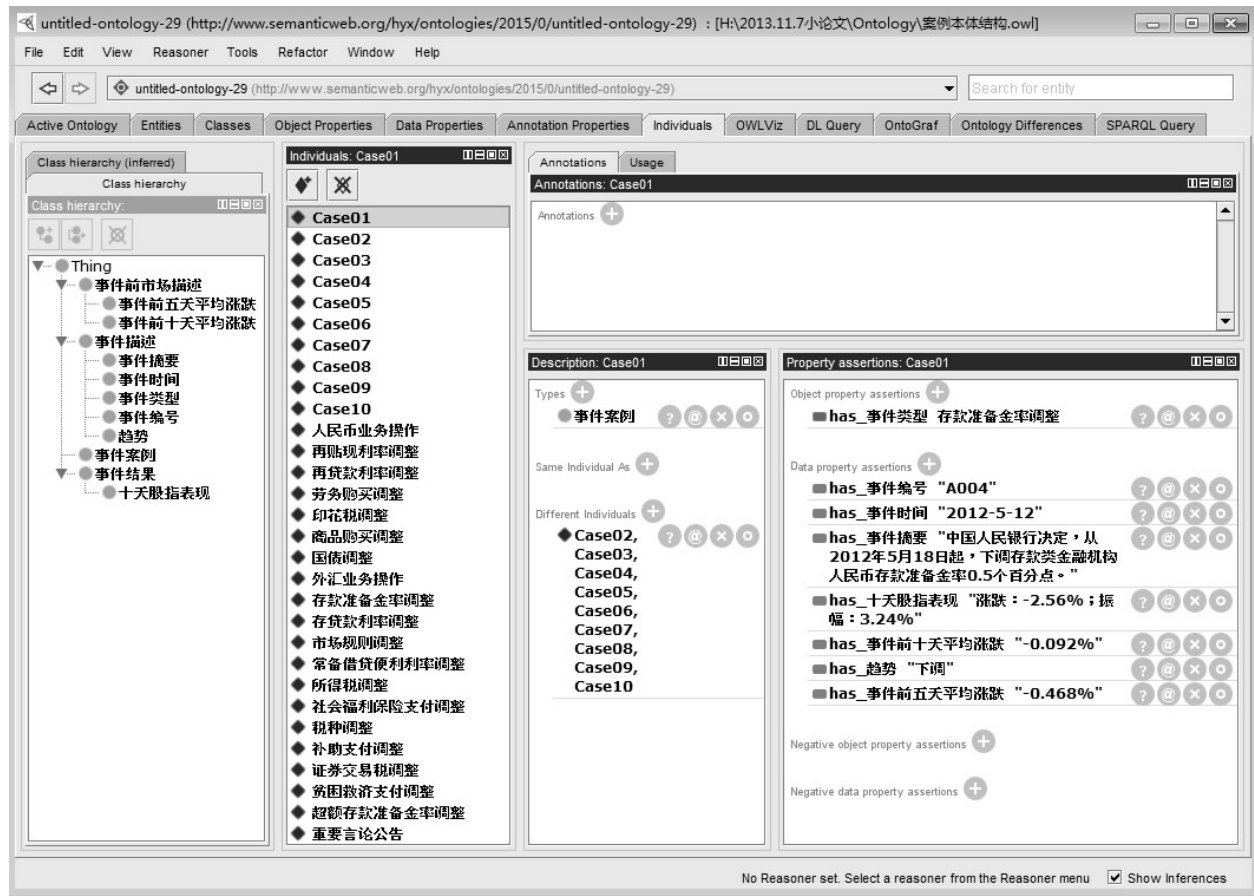 untitled-ontology-29 (http://www.semanticweb.org/hyx/ontologies/2015/0/untitled-ontology-29) : [H:\2013.11.7小论文\Ontology\案例本体结构.owl]
File Edit View Reasoner Tools Refactor Window Help
untitled-ontology-29 (http://www.semanticweb.org/hyx/ontologies/2015/0/untitled-ontology-29)
Search for entity
Active Ontology Entities Classes Object Properties Data Properties Annotation Properties Individuals OWLViz DL Query OntoGraf Ontology Differences SPARQL Query
Class hierarchy (inferred)
Class hierarchy
Class hierarchy:
Thing
事件前市场描述
事件前五天平均涨跌
事件前十天平均涨跌
事件描述
事件摘要
事件时间
事件类型
事件编号
趋势
事件案例
事件结果
十天股指表现
Individuals: Case01
Case01
Case02
Case03
Case04
Case05
Case06
Case07
Case08
Case09
Case10
人民币业务操作
再贴现利率调整
再贷款利率调整
劳务购买调整
印花税调整
商品购买调整
国债调整
外汇业务操作
存款准备金率调整
存贷款利率调整
市场规则调整
常备借贷便利利率调整
所得税调整
社会福利保险支付调整
税种调整
补助支付调整
证券交易税调整
贫困救济支付调整
超额存款准备金率调整
重要言论公告
Annotations Usage
Annotations: Case01
Annotations
Description: Case01
Types
事件案例
Same Individual As
Different Individuals
Case02,
Case03,
Case04,
Case05,
Case06,
Case07,
Case08,
Case09,
Case10
Property assertions: Case01
Object property assertions
has_事件类型 存款准备金率调整
Data property assertions
has_事件编号 "A004"
has_事件时间 "2012-5-12"
has_事件摘要 "中国人民银行决定，从
2012年5月18日起，下调存款类金融机构
人民币存款准备金率0.5个百分点。"
has_十天股指表现 "涨跌：-2.56%；振
幅：3.24%"
has_事件前十天平均涨跌 "-0.092%"
has_趋势 "下调"
has_事件前五天平均涨跌 "-0.468%"
Negative object property assertions
Negative data property assertions
No Reasoner set. Select a reasoner from the Reasoner menu Show Inferences